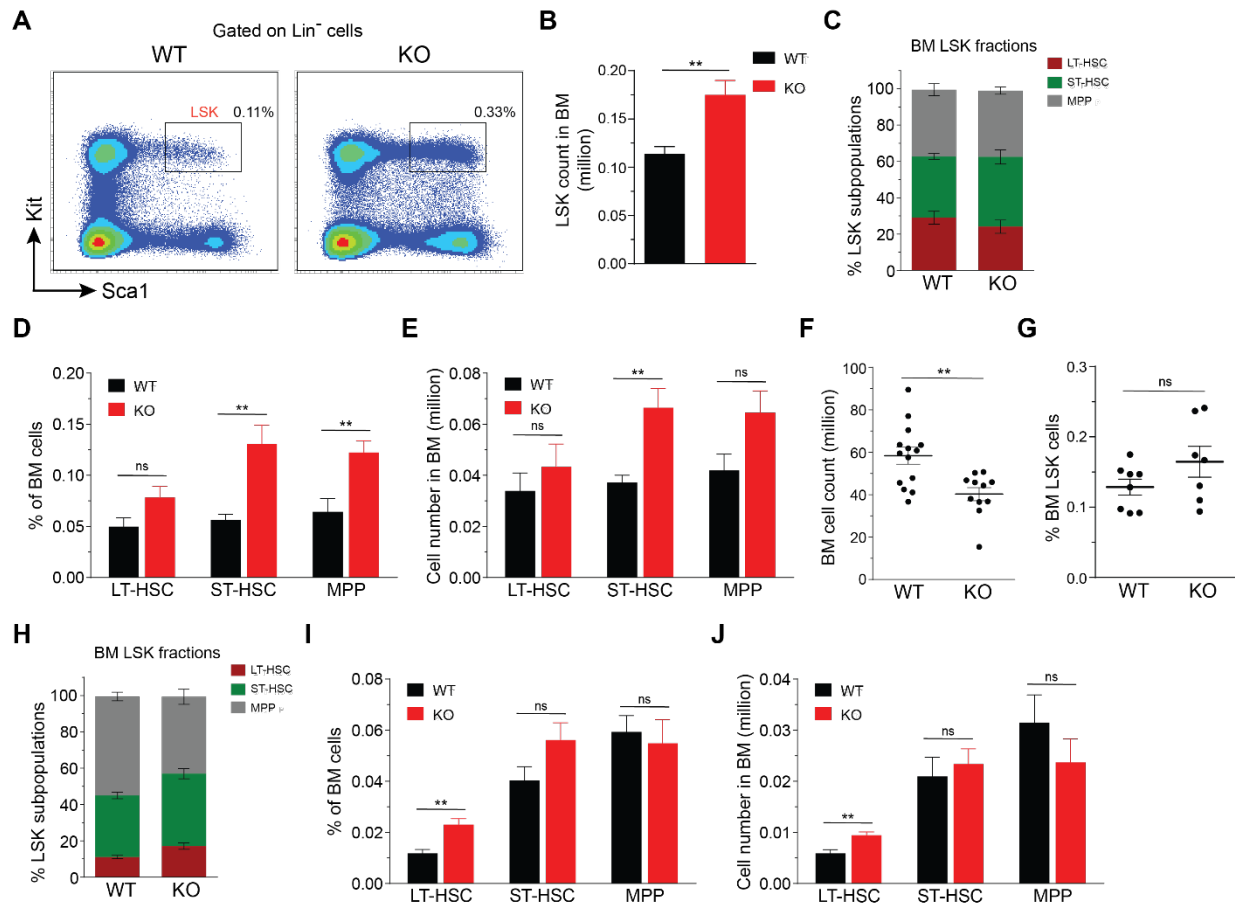 A
Gated on Lin⁻ cells
WT
KO
LSK
0.11%
0.33%
Kit
Sca1
B
LSK count in BM
(million)
0.20
0.15
0.10
0.05
0.00
**
WT
KO
C
BM LSK fractions
LT-HSC
ST-HSC
MPP
% LSK subpopulations
100
80
60
40
20
0
WT
KO
D
% of BM cells
0.20
0.15
0.10
0.05
0.00
WT
KO
ns
**
**
LT-HSC
ST-HSC
MPP
E
Cell number in BM (million)
0.08
0.06
0.04
0.02
0.00
WT
KO
ns
**
ns
LT-HSC
ST-HSC
MPP
F
BM cell count (million)
100
80
60
40
20
0
**
WT
KO
G
% BM LSK cells
0.3
0.2
0.1
0.0
ns
WT
KO
H
BM LSK fractions
LT-HSC
ST-HSC
MPP
% LSK subpopulations
100
80
60
40
20
0
WT
KO
I
% of BM cells
0.08
0.06
0.04
0.02
0.00
WT
KO
**
ns
ns
LT-HSC
ST-HSC
MPP
J
Cell number in BM (million)
0.04
0.03
0.02
0.01
0.00
WT
KO
**
ns
ns
LT-HSC
ST-HSC
MPP